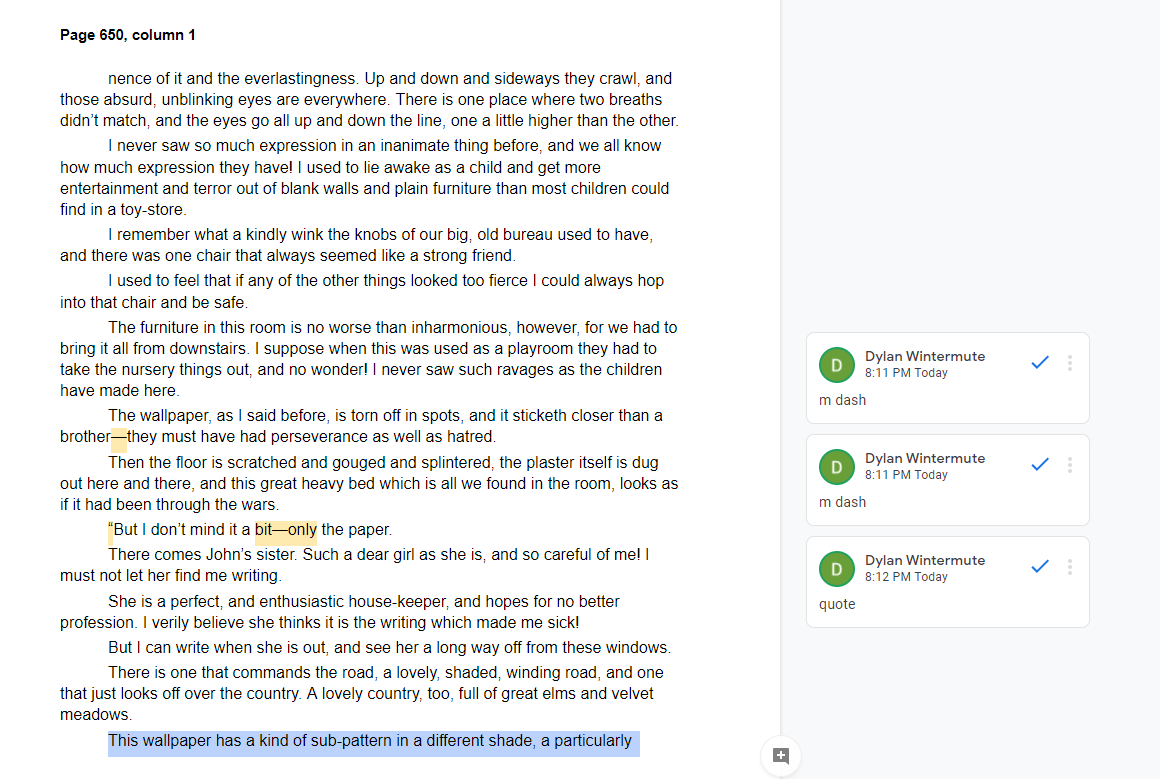 Page 650, column 1
nence of it and the everlastingness. Up and down and sideways they crawl, and
those absurd, unblinking eyes are everywhere. There is one place where two breaths
didn’t match, and the eyes go all up and down the line, one a little higher than the other.
I never saw so much expression in an inanimate thing before, and we all know
how much expression they have! I used to lie awake as a child and get more
entertainment and terror out of blank walls and plain furniture than most children could
find in a toy-store.
I remember what a kindly wink the knobs of our big, old bureau used to have,
and there was one chair that always seemed like a strong friend.
I used to feel that if any of the other things looked too fierce I could always hop
into that chair and be safe.
The furniture in this room is no worse than inharmonious, however, for we had to
bring it all from downstairs. I suppose when this was used as a playroom they had to
take the nursery things out, and no wonder! I never saw such ravages as the children
have made here.
The wallpaper, as I said before, is torn off in spots, and it sticketh closer than a
brother—they must have had perseverance as well as hatred.
Then the floor is scratched and gouged and splintered, the plaster itself is dug
out here and there, and this great heavy bed which is all we found in the room, looks as
if it had been through the wars.
“But I don’t mind it a bit—only the paper.
There comes John’s sister. Such a dear girl as she is, and so careful of me! I
must not let her find me writing.
She is a perfect, and enthusiastic house-keeper, and hopes for no better
profession. I verily believe she thinks it is the writing which made me sick!
But I can write when she is out, and see her a long way off from these windows.
There is one that commands the road, a lovely, shaded, winding road, and one
that just looks off over the country. A lovely country, too, full of great elms and velvet
meadows.
This wallpaper has a kind of sub-pattern in a different shade, a particularly
D
Dylan Wintermute
8:11 PM Today
m dash
D
Dylan Wintermute
8:11 PM Today
m dash
D
Dylan Wintermute
8:12 PM Today
quote